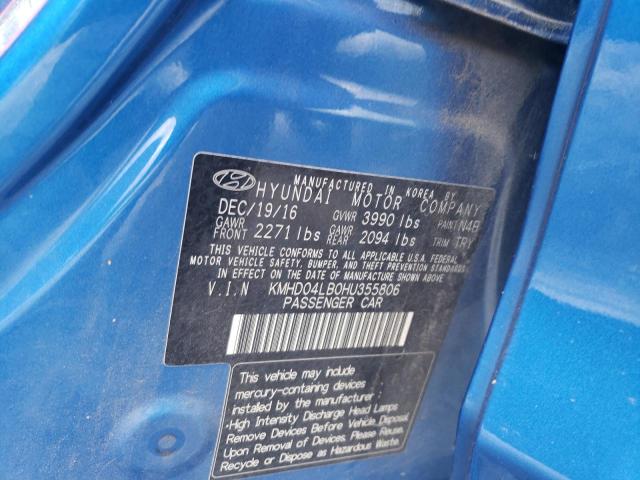 MANUFACTURED IN KOREA BY
HYUNDAI MOTOR COMPANY
DEC/19/16 GVWR 3990 lbs PAINT N4B
GAWR FRONT 2271 lbs GAWR REAR 2094 lbs TRIM TRY
THIS VEHICLE CONFORMS TO ALL APPLICABLE U.S.A FEDERAL
MOTOR VEHICLE SAFETY, BUMPER, AND THEFT PREVENTION STANDARDS
IN EFFECT ON THE DATE OF MANUFACTURE SHOWN ABOVE.
V.I.N KMHD04LB0HU355806
PASSENGER CAR
This vehicle may include
mercury-containing devices
installed by the manufacturer:
• High Intensity Discharge Head Lamps
Remove Devices Before Vehicle Disposal
Upon Removal of Devices, Please Reuse,
Recycle or Dispose as Hazardous Waste.